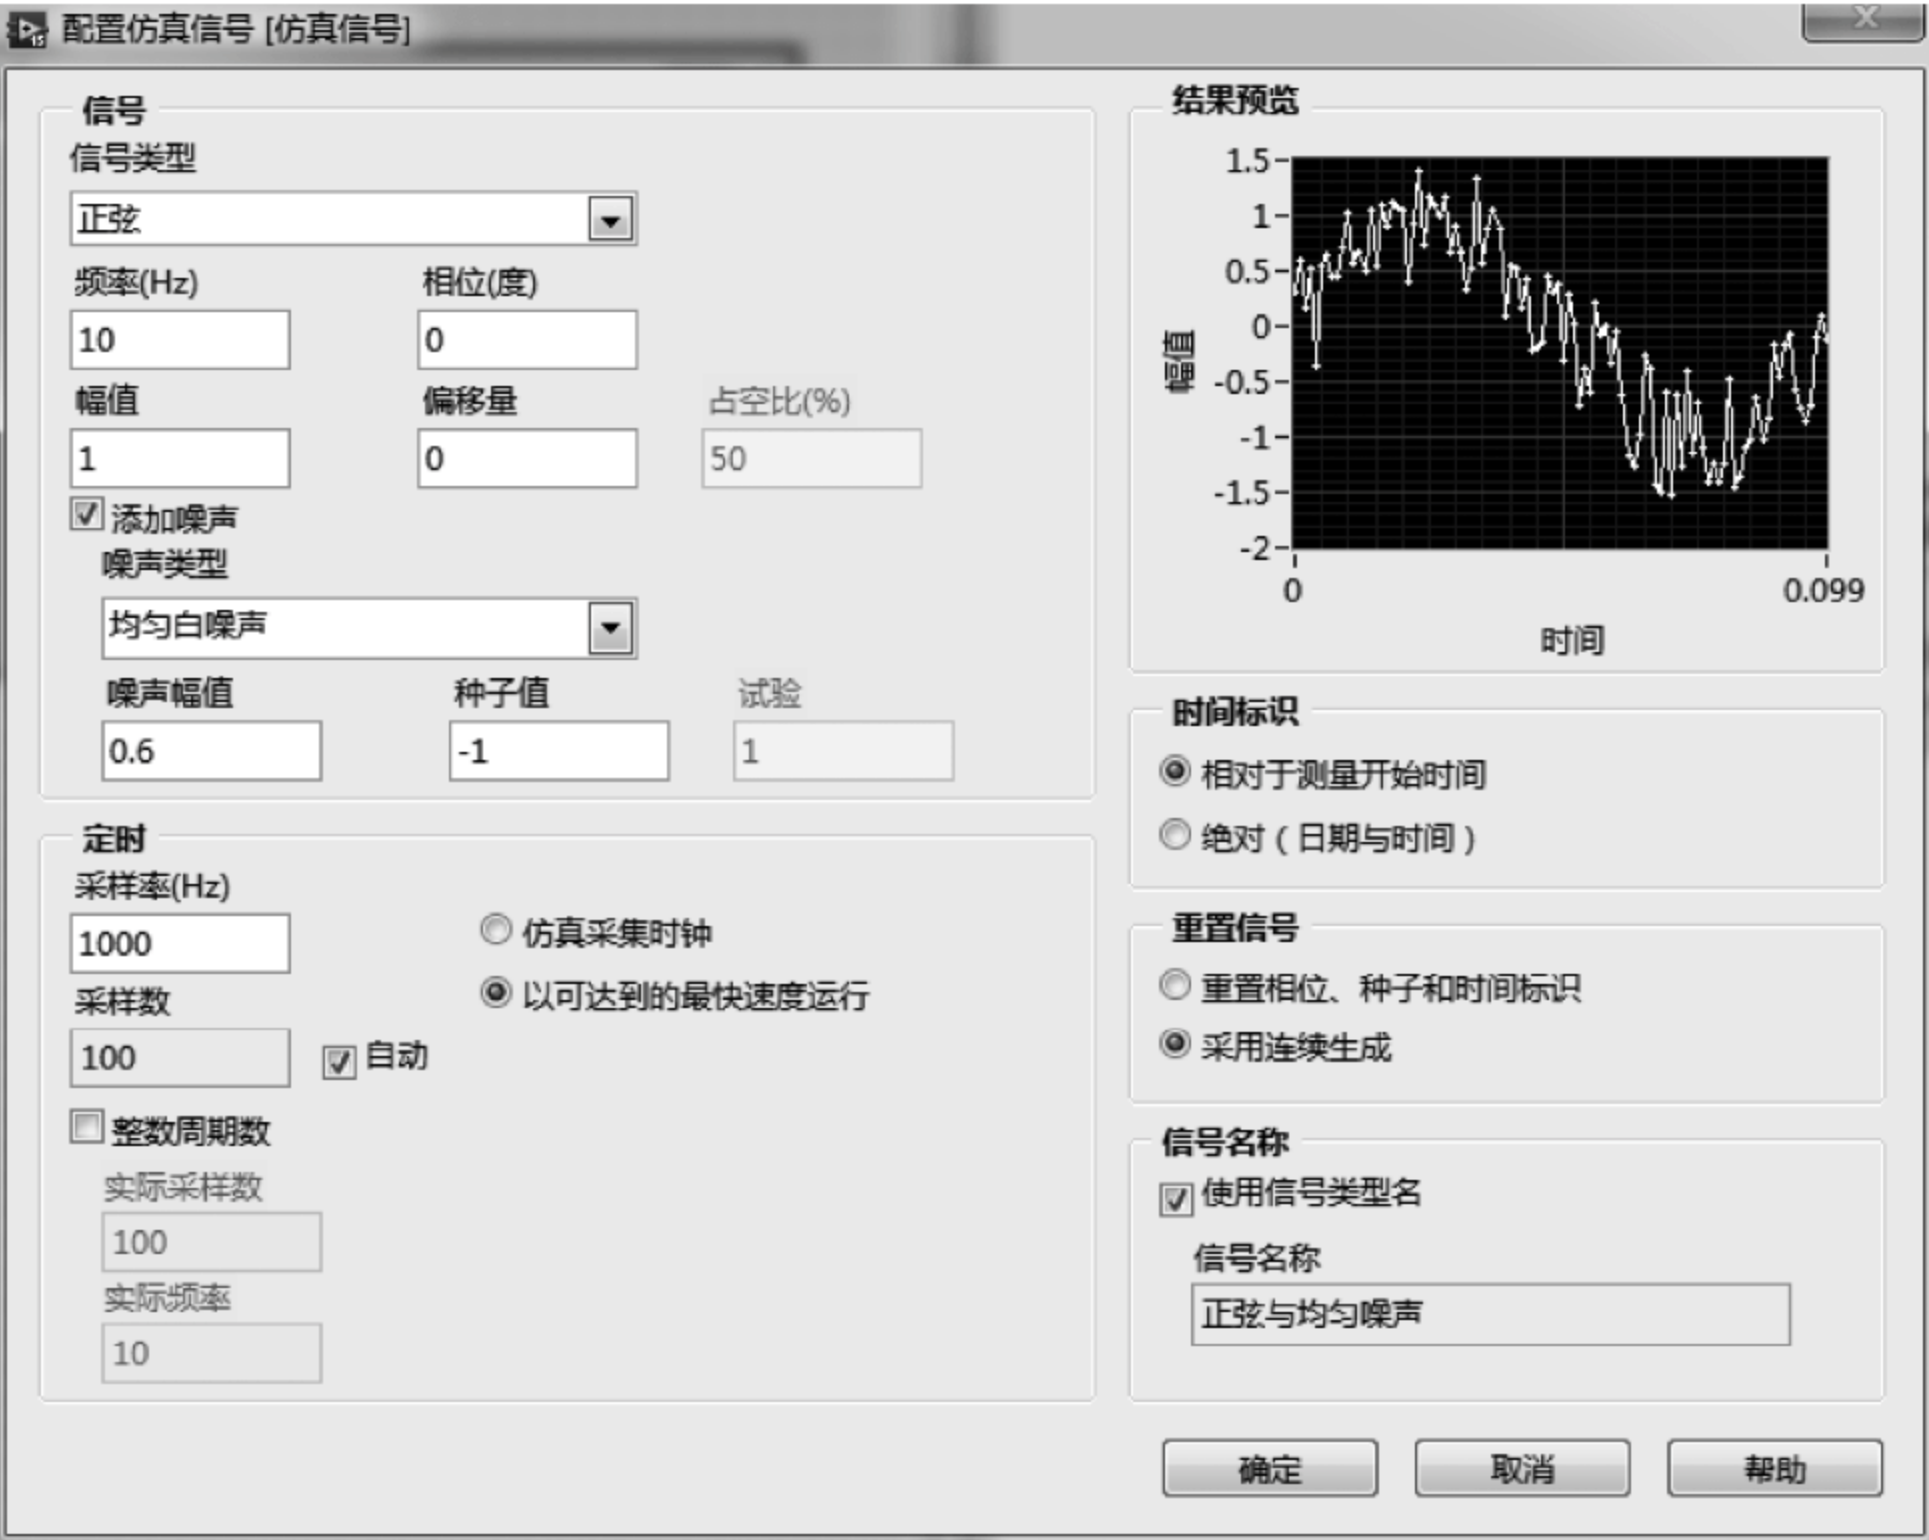 配置仿真信号 [仿真信号]
信号
信号类型
正弦
频率(Hz) 相位(度)
10 0
幅值 偏移量 占空比(%)
1 0 50
添加噪声
噪声类型
均匀白噪声
噪声幅值 种子值 试验
0.6 -1 1
定时
采样率(Hz)
1000
仿真采集时钟
以可达到的最快速度运行
采样数
100 自动
整数周期数
实际采样数
100
实际频率
10
结果预览
1.5
1
0.5
0
-0.5
-1
-1.5
-2
幅值
0 0.099
时间
时间标识
相对于测量开始时间
绝对（日期与时间）
重置信号
重置相位、种子和时间标识
采用连续生成
信号名称
使用信号类型名
信号名称
正弦与均匀噪声
确定 取消 帮助